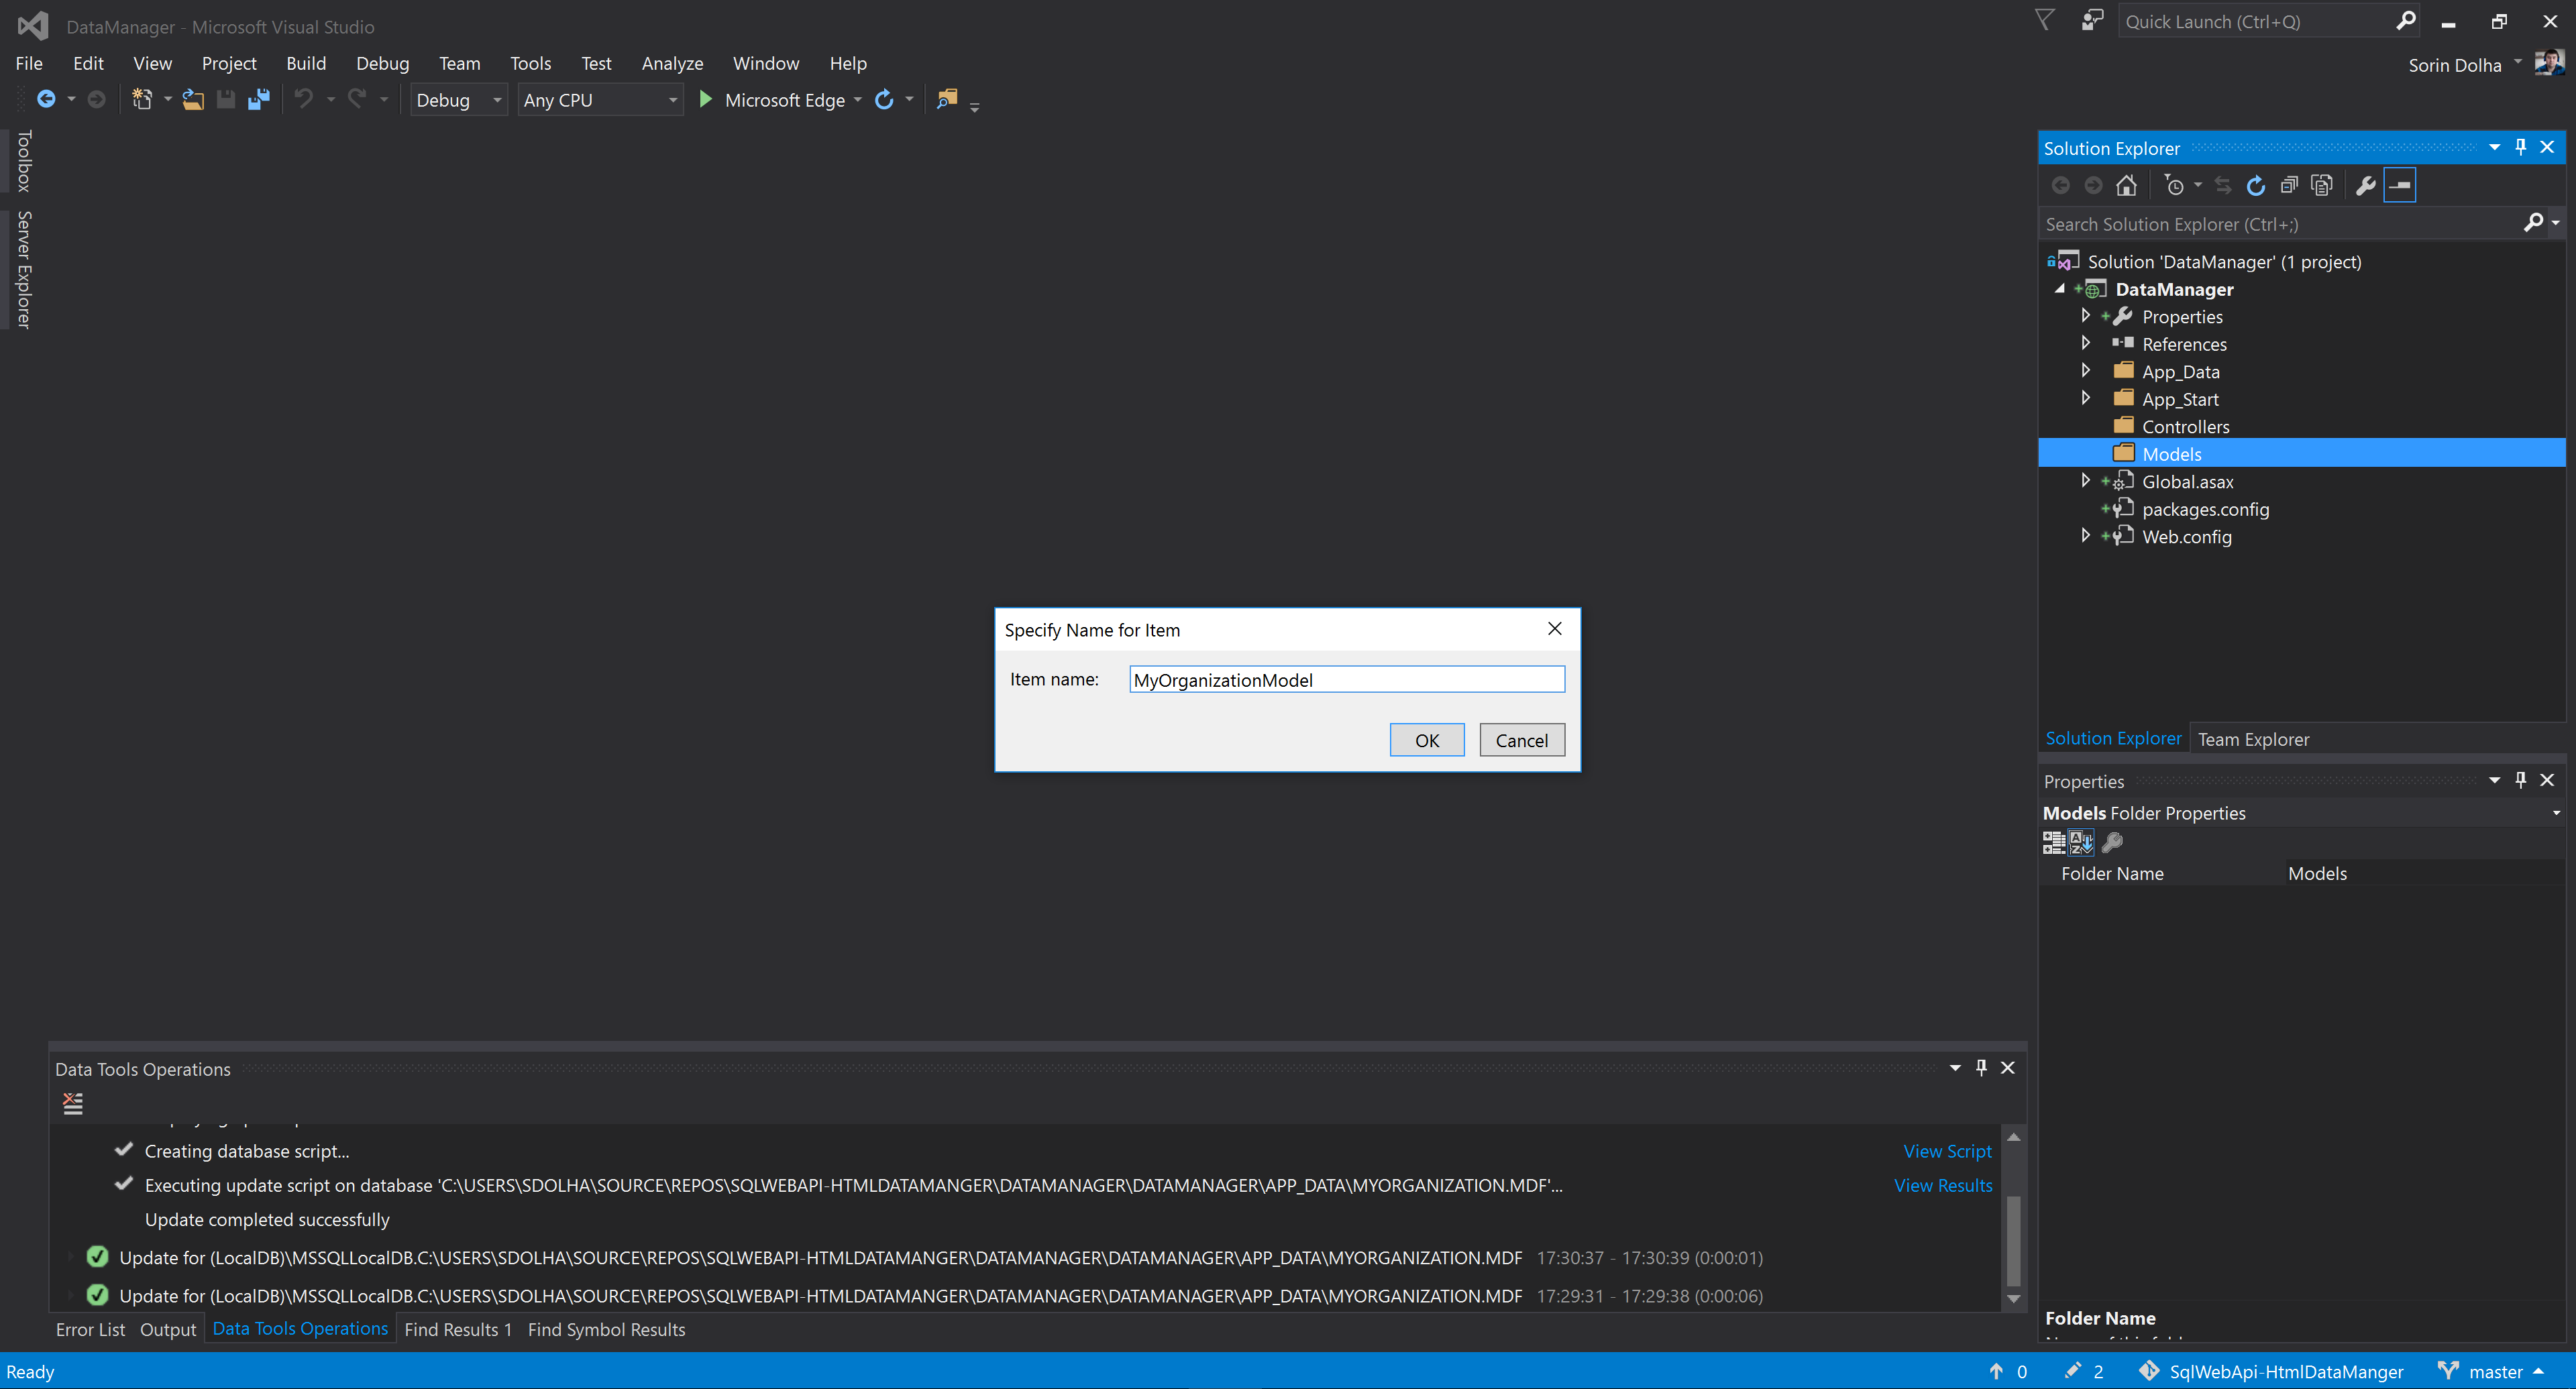 DataManager - Microsoft Visual Studio
Quick Launch (Ctrl+Q)
File Edit View Project Build Debug Team Tools Test Analyze Window Help
Sorin Dolha
Debug Any CPU Microsoft Edge
Toolbox
Server Explorer
Solution Explorer
Search Solution Explorer (Ctrl+;)
Solution 'DataManager' (1 project)
DataManager
Properties
References
App_Data
App_Start
Controllers
Models
Global.asax
packages.config
Web.config
Specify Name for Item
Item name: MyOrganizationModel
OK Cancel
Solution Explorer Team Explorer
Properties
Models Folder Properties
Folder Name Models
Data Tools Operations
Creating database script... View Script
Executing update script on database 'C:\USERS\SDOLHA\SOURCE\REPOS\SQLWEBAPI-HTMLDATAMANGER\DATAMANAGER\DATAMANAGER\APP_DATA\MYORGANIZATION.MDF'... View Results
Update completed successfully
Update for (LocalDB)\MSSQLLocalDB.C:\USERS\SDOLHA\SOURCE\REPOS\SQLWEBAPI-HTMLDATAMANGER\DATAMANAGER\DATAMANAGER\APP_DATA\MYORGANIZATION.MDF 17:30:37 - 17:30:39 (0:00:01)
Update for (LocalDB)\MSSQLLocalDB.C:\USERS\SDOLHA\SOURCE\REPOS\SQLWEBAPI-HTMLDATAMANGER\DATAMANAGER\DATAMANAGER\APP_DATA\MYORGANIZATION.MDF 17:29:31 - 17:29:38 (0:00:06)
Error List Output Data Tools Operations Find Results 1 Find Symbol Results
Folder Name
Ready
0 2 SqlWebApi-HtmlDataManger master